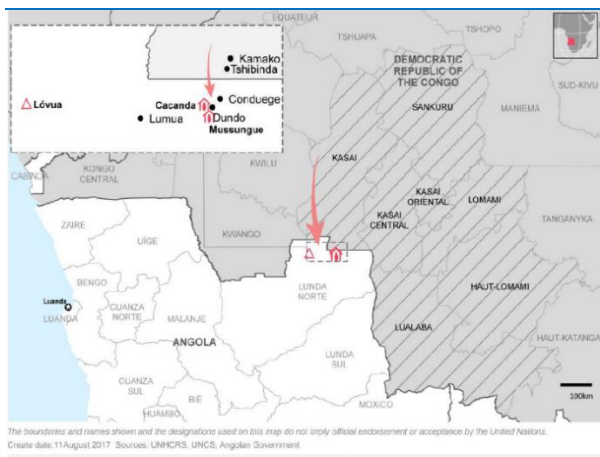 EQUATEUR
TSHUAPA
TSHOPO
DEMOCRATIC
REPUBLIC OF
THE CONGO
SUD-KIVU
MANIEMA
SANKURU
Kamako
Tshibinda
Cacanda
Conduege
Lóvua
Lumua
Dundo
Mussungue
CABINDA
KONGO
CENTRAL
KWILU
KASAI
KASAI
ORIENTAL
LOMAMI
KASAI
CENTRAL
TANGANYKA
KWANGO
ZAIRE
UÍGE
BENGO
Luanda
LUANDA
CUANZA
NORTE
MALANJE
LUNDA
NORTE
HAUT-LOMAMI
LUALABA
HAUT-KATANGA
ANGOLA
LUNDA
SUL
CUANZA
SUL
BIÉ
HUAMBO
MOXICO
100km
The boundaries and names shown and the designations used on this map do not imply official endorsement or acceptance by the United Nations.
Create date:11August 2017 Sources: UNHCRS, UNCS, Angolan Government